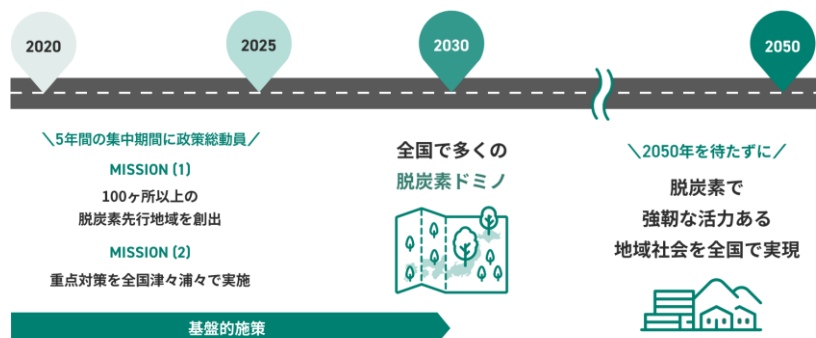 2020
2025
2030
2050
＼5年間の集中期間に政策総動員／
MISSION (1)
100ヶ所以上の
脱炭素先行地域を創出
MISSION (2)
重点対策を全国津々浦々で実施
基盤的施策
全国で多くの
脱炭素ドミノ
＼2050年を待たずに／
脱炭素で
強靭な活力ある
地域社会を全国で実現